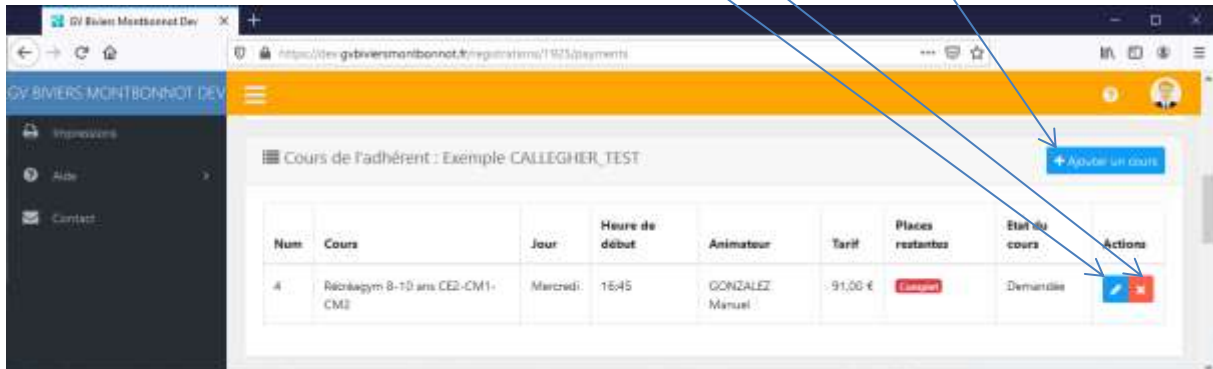 GV Biviers Montbonnot Dev
https://dev.gvbiviersmontbonnot.fr/registrations/1925/payments
GV BIVIERS MONTBONNOT DEV
Impressions
Aide
Contact
Cours de l'adhérent : Exemple CALLEGHER_TEST
Ajouter un cours
Num Cours Jour Heure de début Animateur Tarif Places restantes Etat du cours Actions
4 Récréagym 8-10 ans CE2-CM1-CM2 Mercredi 16:45 GONZALEZ Manuel 91,00 € Complet Demandée